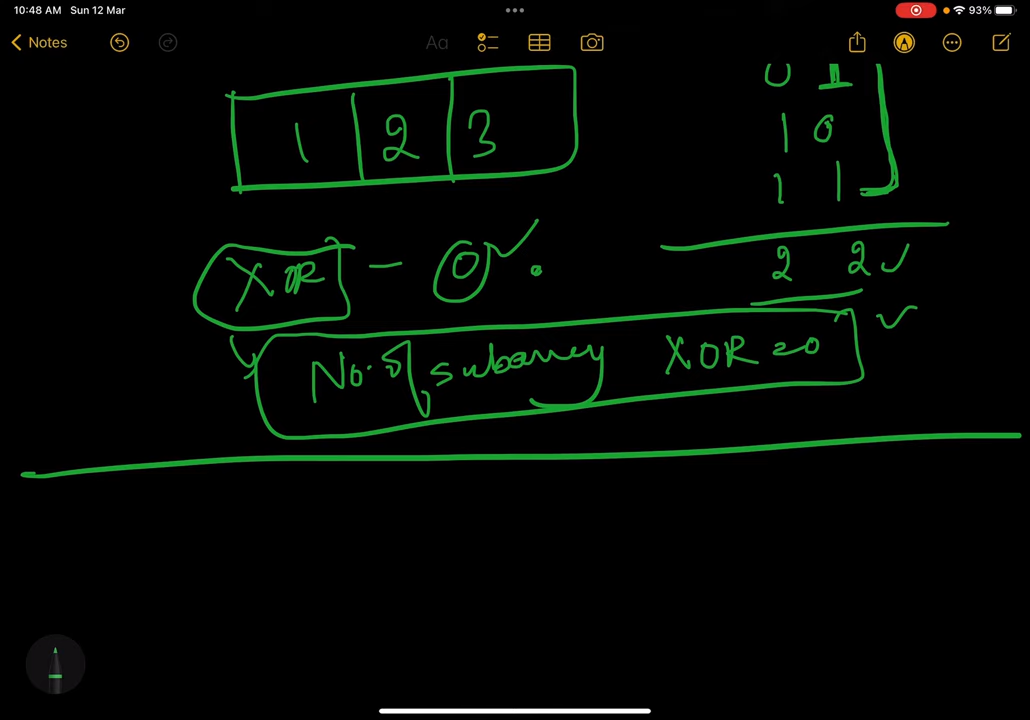 10:48 AM Sun 12 Mar
93%
Notes
Aa
0 1
1 2 3
1 0
1 1
XOR - 0
2 2
No. of subarray XOR = 0